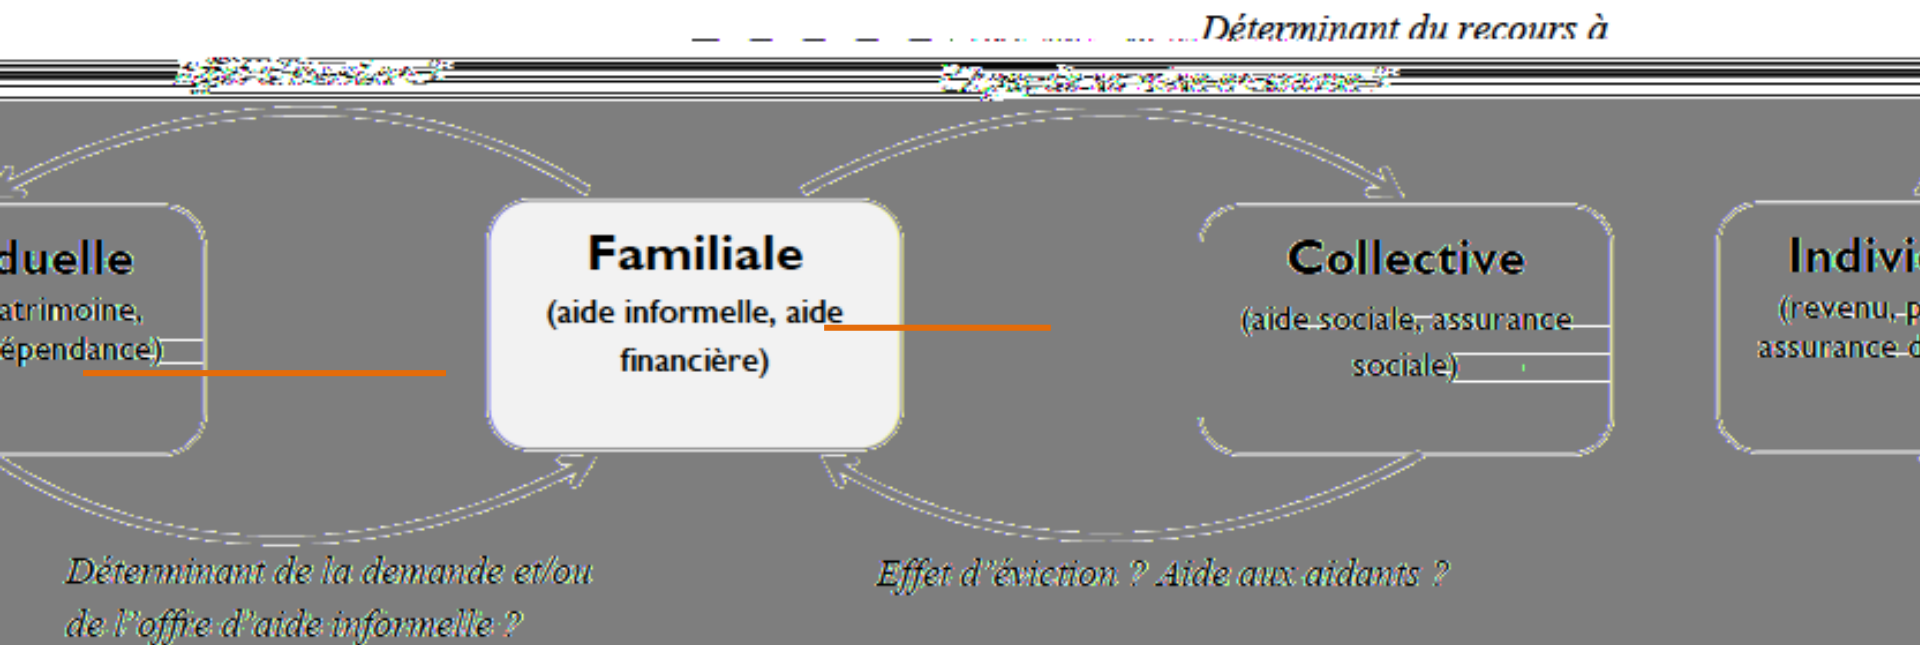 Déterminant du recours à
duelle
atrimoine,
épendance)
Familiale
(aide informelle, aide
financière)
Collective
(aide sociale, assurance
sociale)
Indivi
(revenu, p
assurance d
Déterminant de la demande et/ou
de l’offre d’aide informelle ?
Effet d’éviction ? Aide aux aidants ?